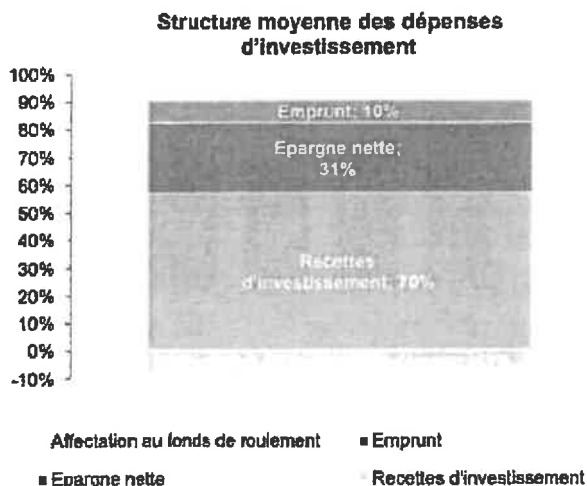 Structure moyenne des dépenses
d'investissement
100%
90%
80%
70%
60%
50%
40%
30%
20%
10%
0%
-10%
Emprunt; 10%
Epargne nette;
31%
Recettes
d'investissement; 70%
Affectation au fonds de roulement
Emprunt
Epargne nette
Recettes d'investissement